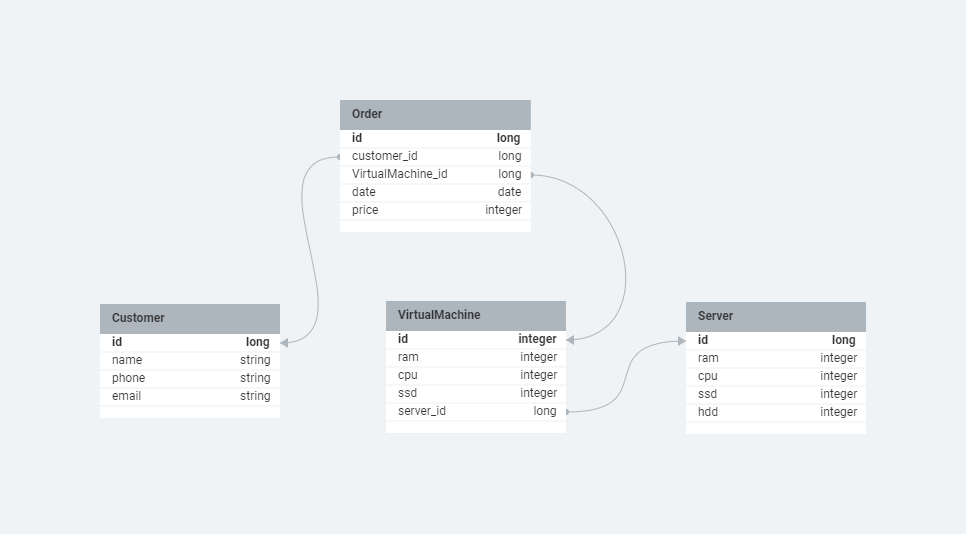 Order
id long
customer_id long
VirtualMachine_id long
date date
price integer
Customer
id long
name string
phone string
email string
VirtualMachine
id integer
ram integer
cpu integer
ssd integer
server_id long
Server
id long
ram integer
cpu integer
ssd integer
hdd integer